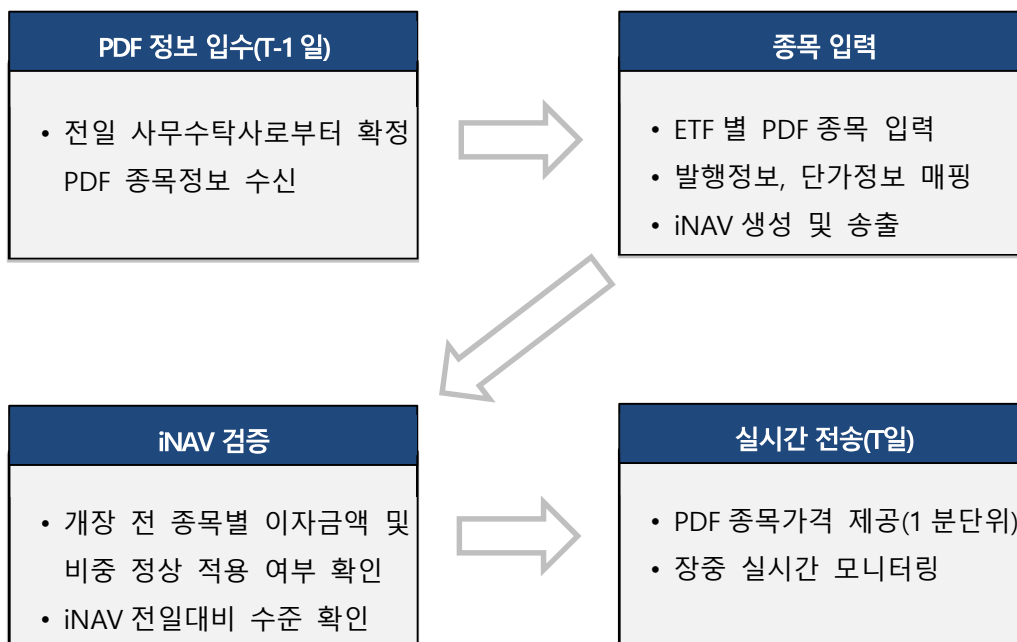 PDF 정보 입수(T-1 일)
• 전일 사무수탁사로부터 확정
PDF 종목정보 수신
종목 입력
• ETF 별 PDF 종목 입력
• 발행정보, 단가정보 매핑
• iNAV 생성 및 송출
iNAV 검증
• 개장 전 종목별 이자금액 및
비중 정상 적용 여부 확인
• iNAV 전일대비 수준 확인
실시간 전송(T일)
• PDF 종목가격 제공(1 분단위)
• 장중 실시간 모니터링